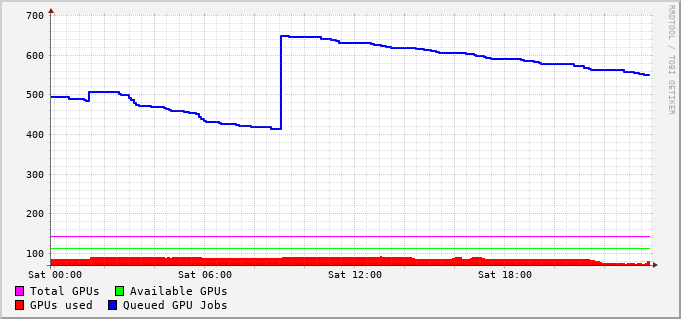 700
600
500
400
300
200
100
Sat 00:00 Sat 06:00 Sat 12:00 Sat 18:00
Total GPUs Available GPUs
GPUs used Queued GPU Jobs
RRDTOOL / TOBI OETIKER